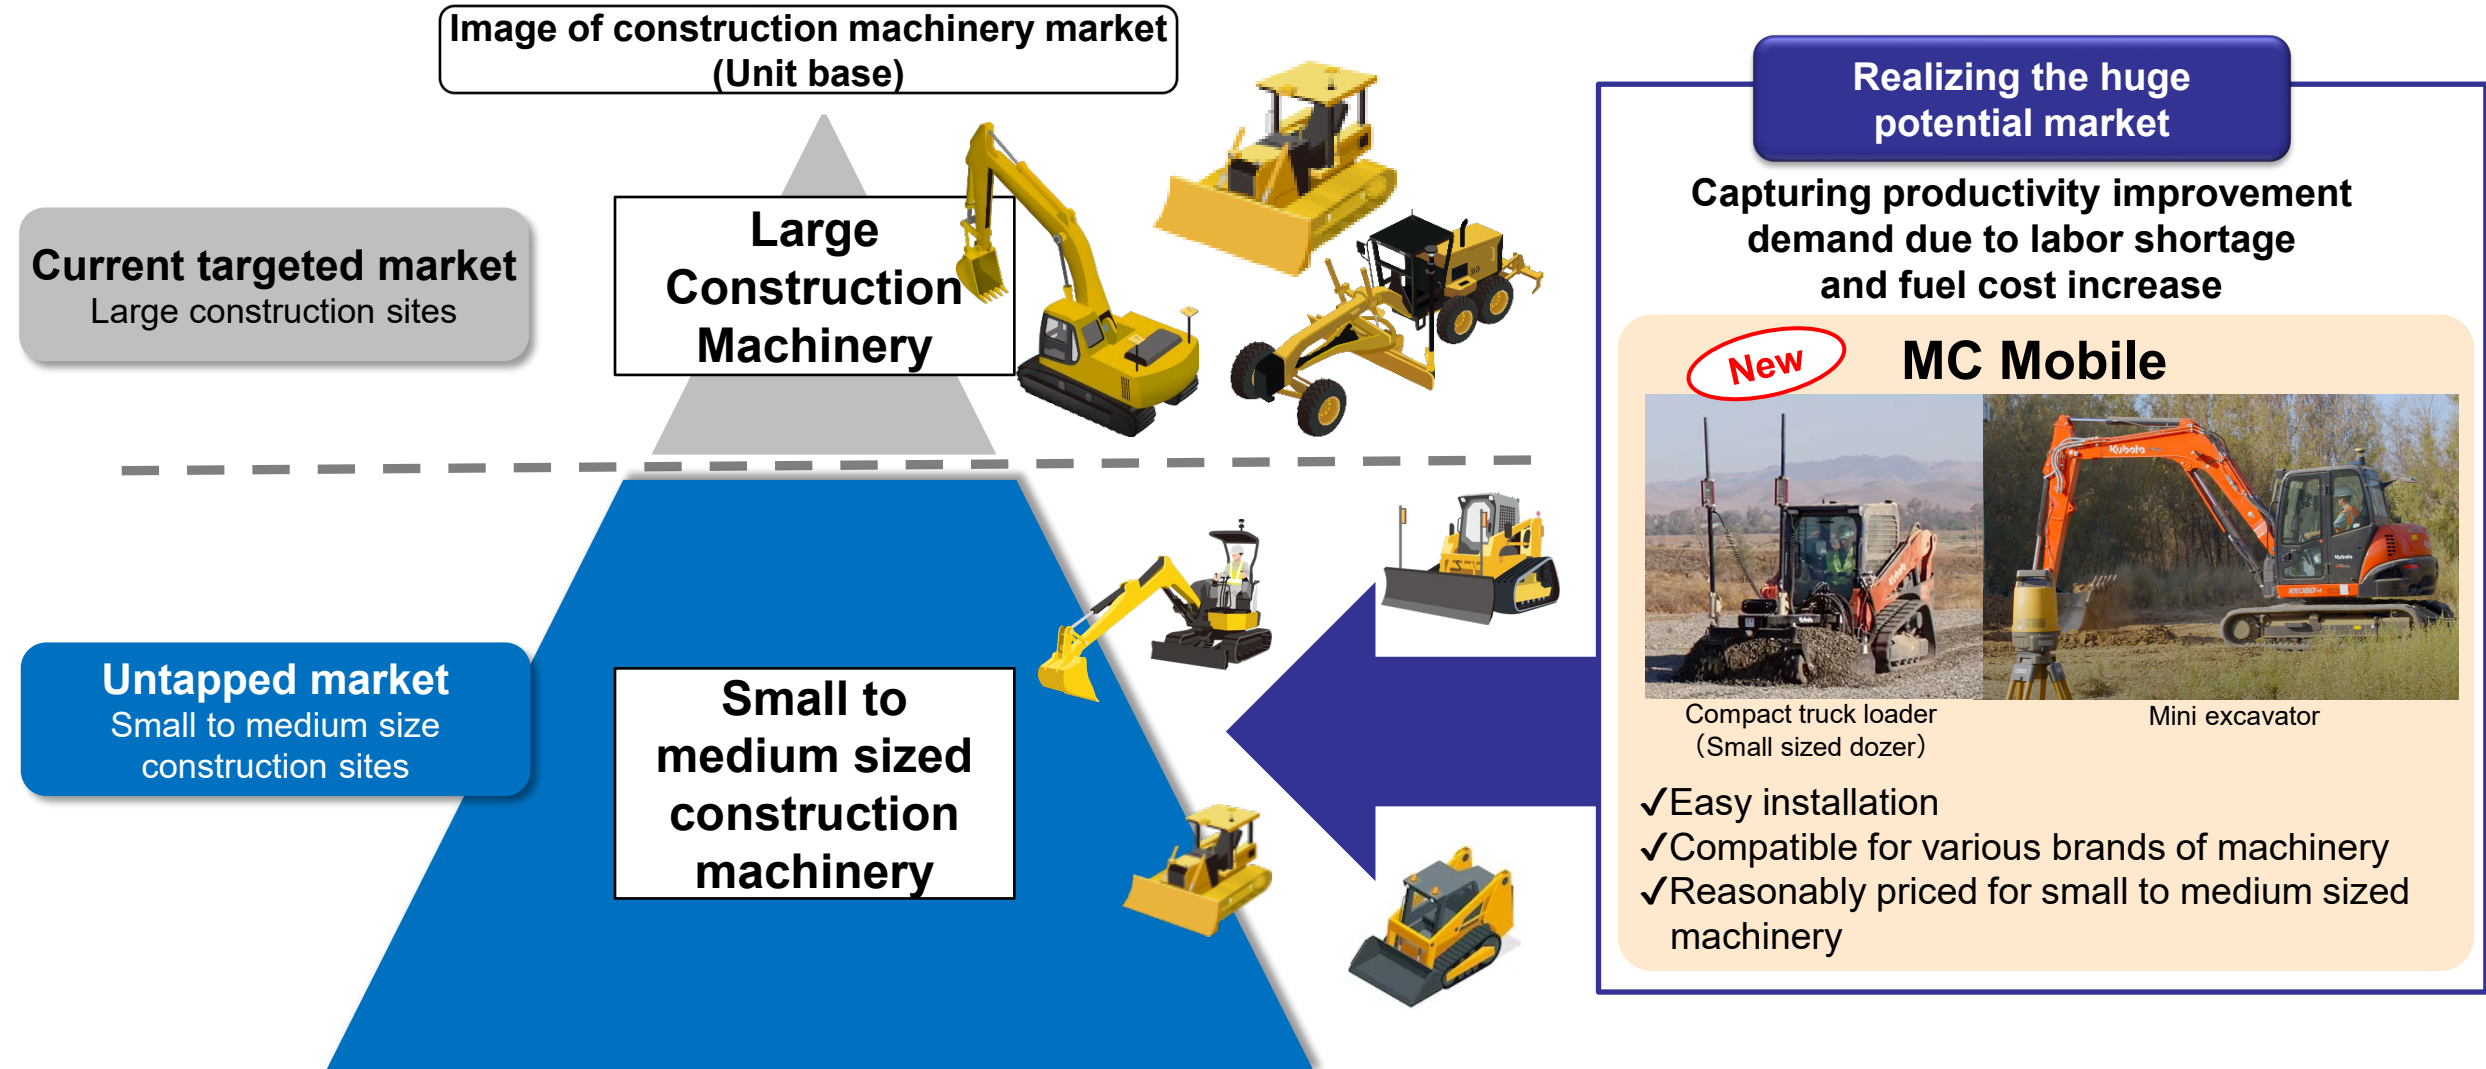 Image of construction machinery market
(Unit base)
Realizing the huge
potential market
Capturing productivity improvement
demand due to labor shortage
and fuel cost increase
Current targeted market
Large construction sites
Large
Construction
Machinery
New
MC Mobile
Kubota
Kubota
Kubota
Compact truck loader
（Small sized dozer）
Mini excavator
Untapped market
Small to medium size
construction sites
Small to
medium sized
construction
machinery
✓Easy installation
✓Compatible for various brands of machinery
✓Reasonably priced for small to medium sized
machinery